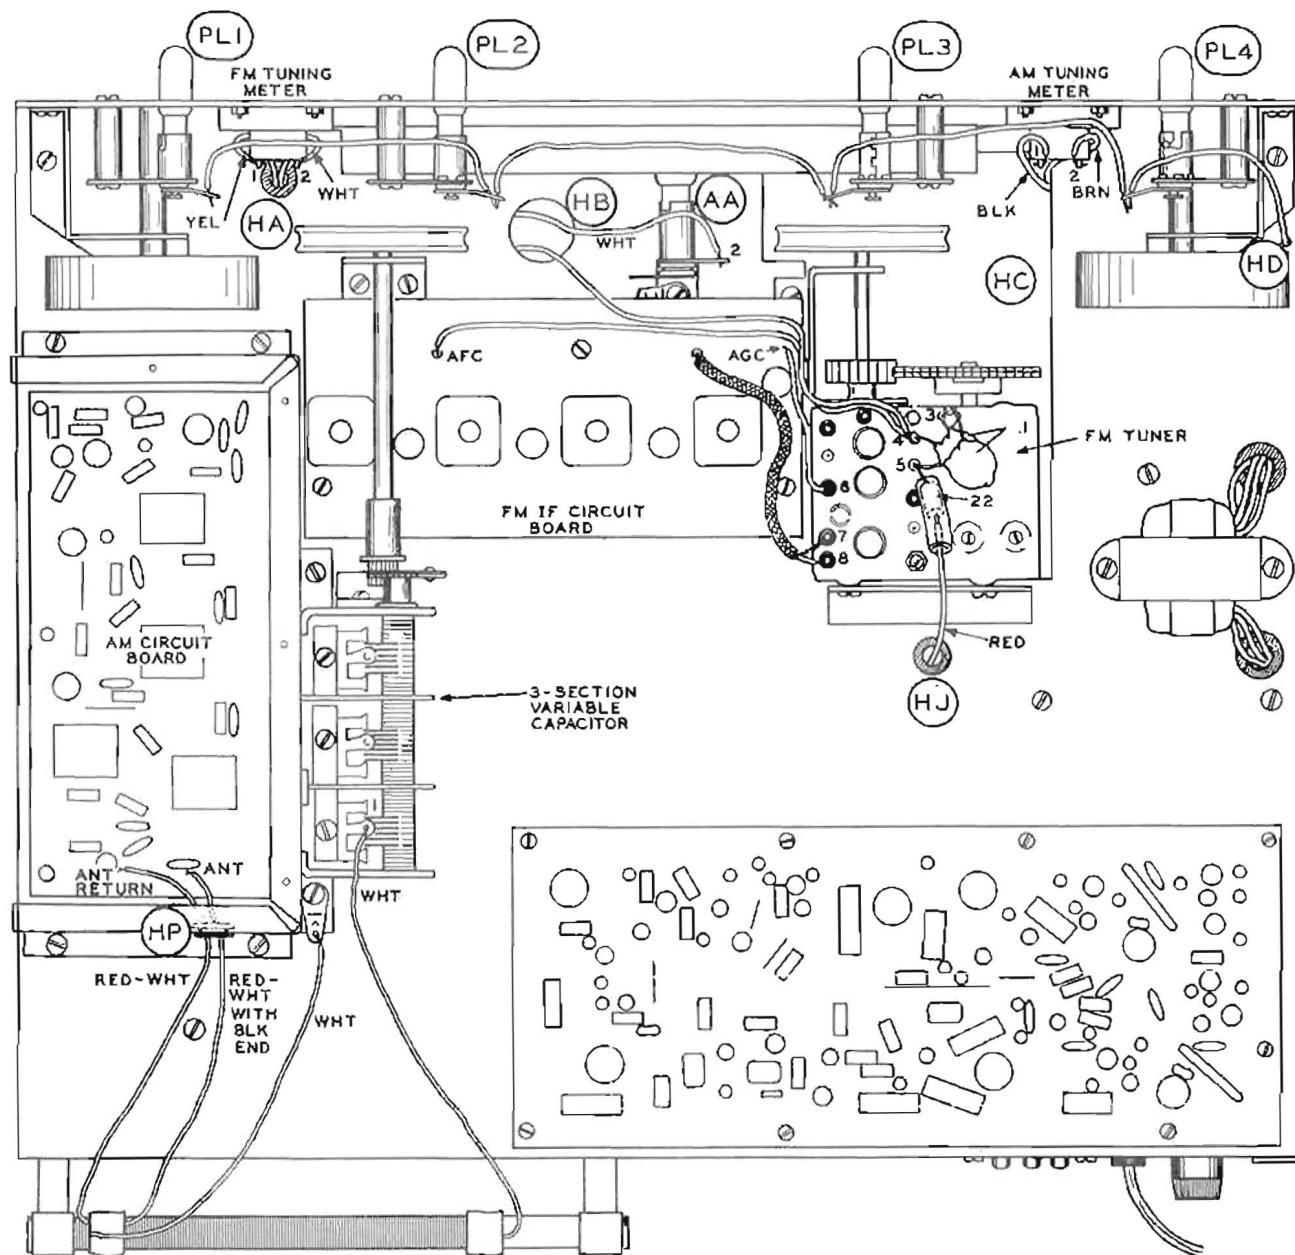 PL1
PL2
PL3
PL4
FM TUNING
METER
AM TUNING
METER
1
2
WHT
YEL
HA
HB
AA
WHT
2
BLK
2
BRN
HC
HD
AFC
AGC
3
4
.1
FM TUNER
5
6
22
FM IF CIRCUIT
BOARD
7
8
RED
HJ
AM CIRCUIT
BOARD
3-SECTION
VARIABLE
CAPACITOR
ANT
RETURN
ANT
WHT
HP
RED-WHT
RED-
WHT
WITH
BLK
END
WHT